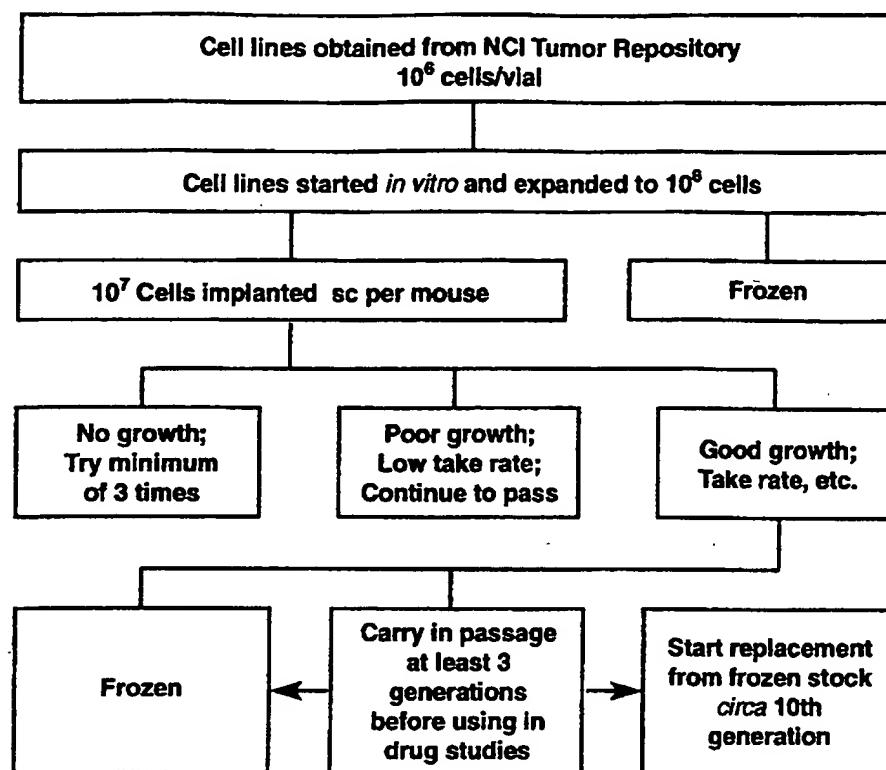 Cell lines obtained from NCI Tumor Repository
10⁶ cells/vial
Cell lines started in vitro and expanded to 10⁸ cells
10⁷ Cells implanted sc per mouse
Frozen
No growth;
Try minimum
of 3 times
Poor growth;
Low take rate;
Continue to pass
Good growth;
Take rate, etc.
Frozen
Carry in passage
at least 3
generations
before using in
drug studies
Start replacement
from frozen stock
circa 10th
generation